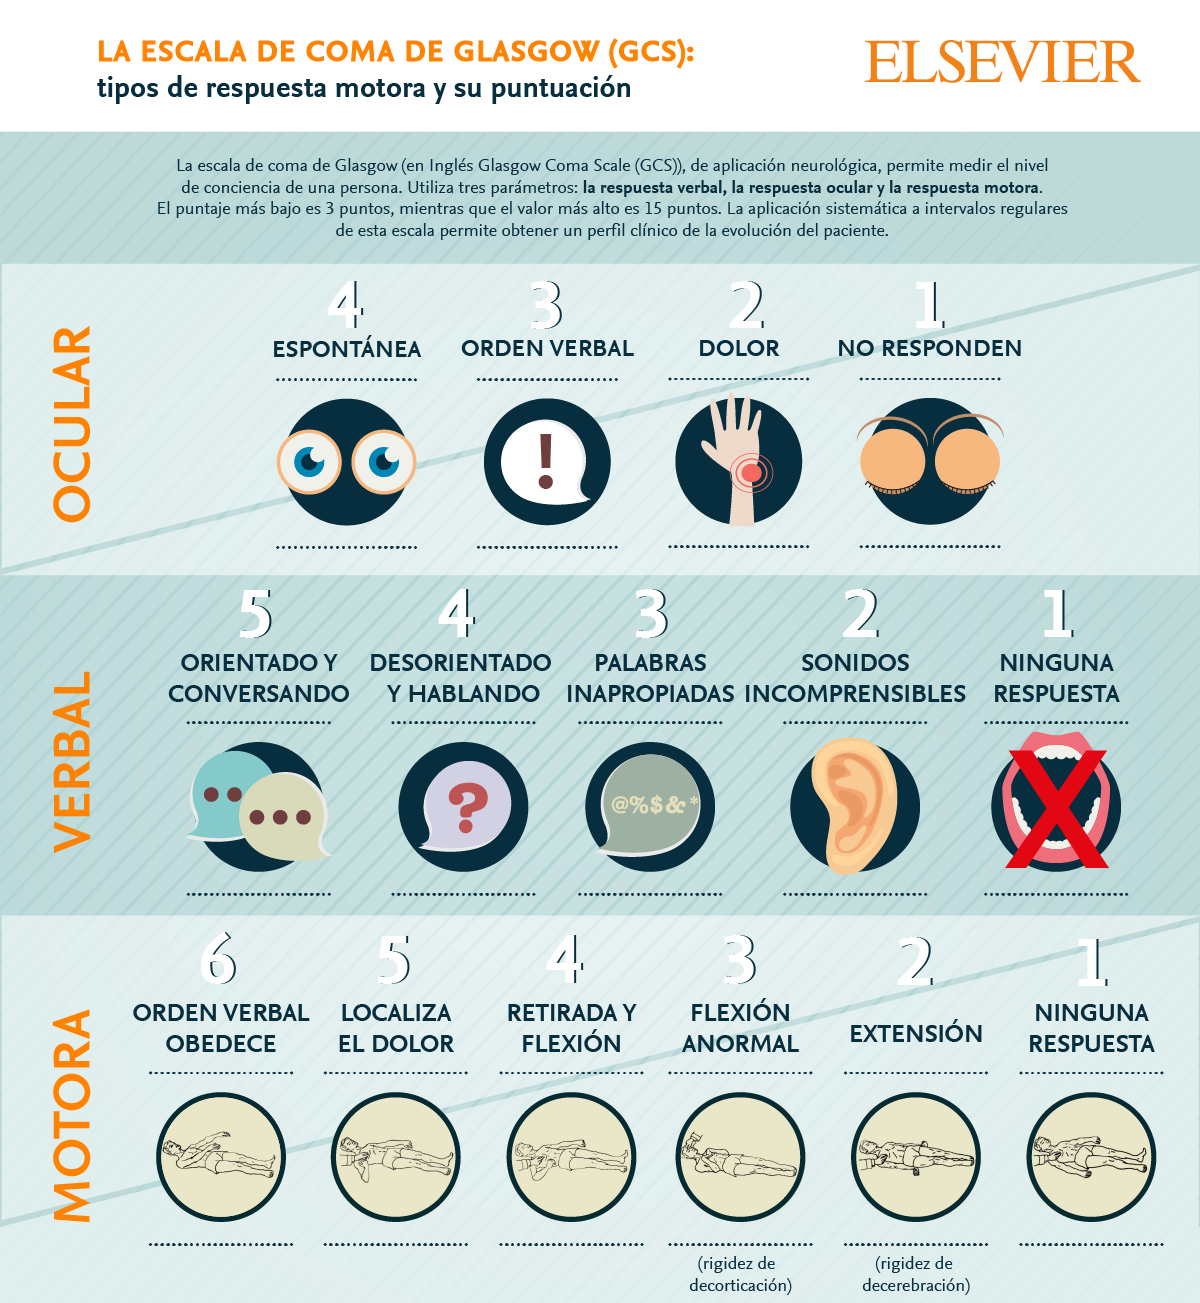 LA ESCALA DE COMA DE GLASGOW (GCS):
tipos de respuesta motora y su puntuación
ELSEVIER
La escala de coma de Glasgow (en Inglés Glasgow Coma Scale (GCS)), de aplicación neurológica, permite medir el nivel
de conciencia de una persona. Utiliza tres parámetros: la respuesta verbal, la respuesta ocular y la respuesta motora.
El puntaje más bajo es 3 puntos, mientras que el valor más alto es 15 puntos. La aplicación sistemática a intervalos regulares
de esta escala permite obtener un perfil clínico de la evolución del paciente.
OCULAR
4
ESPONTÁNEA
3
ORDEN VERBAL
!
2
DOLOR
1
NO RESPONDEN
VERBAL
5
ORIENTADO Y
CONVERSANDO
4
DESORIENTADO
Y HABLANDO
?
3
PALABRAS
INAPROPIADAS
@%$&*
2
SONIDOS
INCOMPRENSIBLES
1
NINGUNA
RESPUESTA
X
MOTORA
6
ORDEN VERBAL
OBEDECE
5
LOCALIZA
EL DOLOR
4
RETIRADA Y
FLEXIÓN
3
FLEXIÓN
ANORMAL
(rigidez de
decorticación)
2
EXTENSIÓN
(rigidez de
decerebración)
1
NINGUNA
RESPUESTA